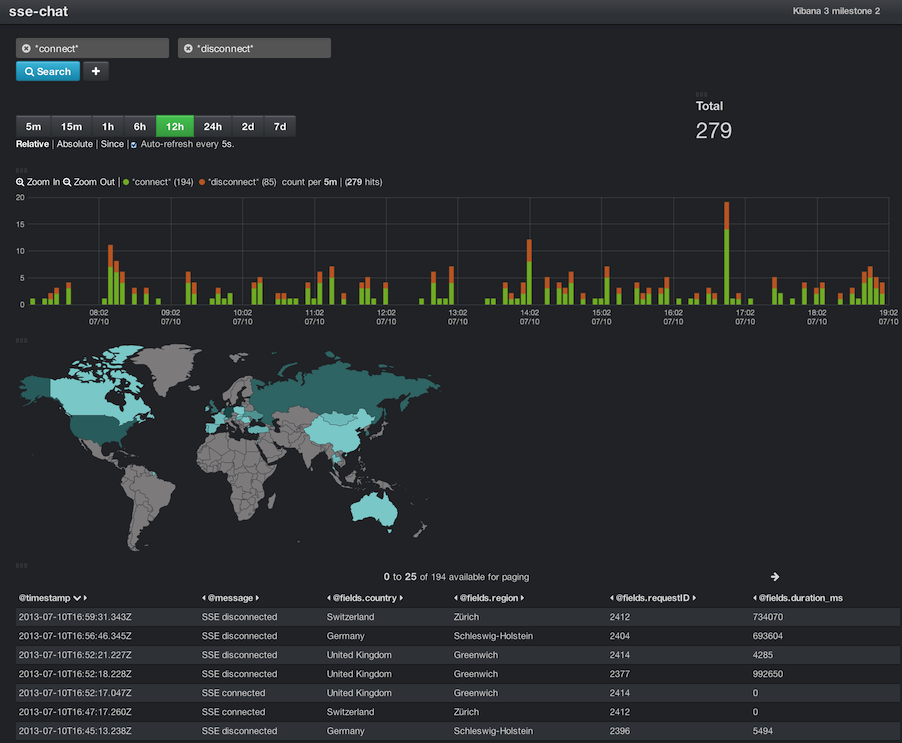 sse-chat
Kibana 3 milestone 2
*connect* *disconnect*
Search +
Total
279
5m 15m 1h 6h 12h 24h 2d 7d
Relative | Absolute | Since | Auto-refresh every 5s.
Zoom In Zoom Out | *connect* (194) *disconnect* (85) count per 5m | (279 hits)
20
15
10
5
0
08:02 09:02 10:02 11:02 12:02 13:02 14:02 15:02 16:02 17:02 18:02 19:02
07/10 07/10 07/10 07/10 07/10 07/10 07/10 07/10 07/10 07/10 07/10 07/10
0 to 25 of 194 available for paging
@timestamp @message @fields.country @fields.region @fields.requestID @fields.duration_ms
2013-07-10T16:59:31.343Z SSE disconnected Switzerland Zürich 2412 734070
2013-07-10T16:56:46.345Z SSE disconnected Germany Schleswig-Holstein 2404 693604
2013-07-10T16:52:21.227Z SSE disconnected United Kingdom Greenwich 2414 4285
2013-07-10T16:52:18.228Z SSE disconnected United Kingdom Greenwich 2377 992650
2013-07-10T16:52:17.047Z SSE connected United Kingdom Greenwich 2414 0
2013-07-10T16:47:17.260Z SSE connected Switzerland Zürich 2412 0
2013-07-10T16:45:13.238Z SSE disconnected Germany Schleswig-Holstein 2396 5494